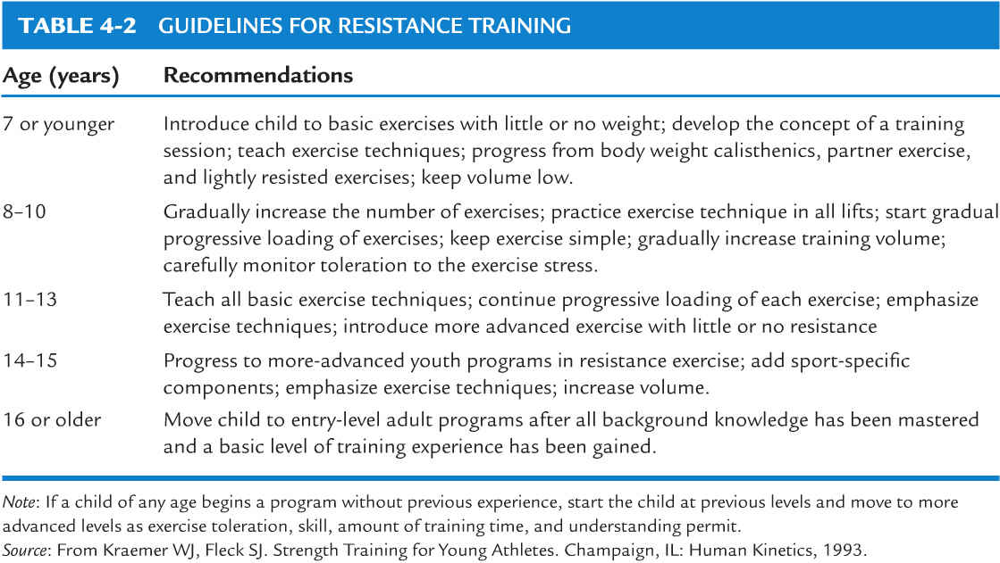 TABLE 4-2 GUIDELINES FOR RESISTANCE TRAINING
Age (years) Recommendations
7 or younger Introduce child to basic exercises with little or no weight; develop the concept of a training
session; teach exercise techniques; progress from body weight calisthenics, partner exercise,
and lightly resisted exercises; keep volume low.
8–10 Gradually increase the number of exercises; practice exercise technique in all lifts; start gradual
progressive loading of exercises; keep exercise simple; gradually increase training volume;
carefully monitor toleration to the exercise stress.
11–13 Teach all basic exercise techniques; continue progressive loading of each exercise; emphasize
exercise techniques; introduce more advanced exercise with little or no resistance
14–15 Progress to more-advanced youth programs in resistance exercise; add sport-specific
components; emphasize exercise techniques; increase volume.
16 or older Move child to entry-level adult programs after all background knowledge has been mastered
and a basic level of training experience has been gained.
Note: If a child of any age begins a program without previous experience, start the child at previous levels and move to more
advanced levels as exercise toleration, skill, amount of training time, and understanding permit.
Source: From Kraemer WJ, Fleck SJ. Strength Training for Young Athletes. Champaign, IL: Human Kinetics, 1993.